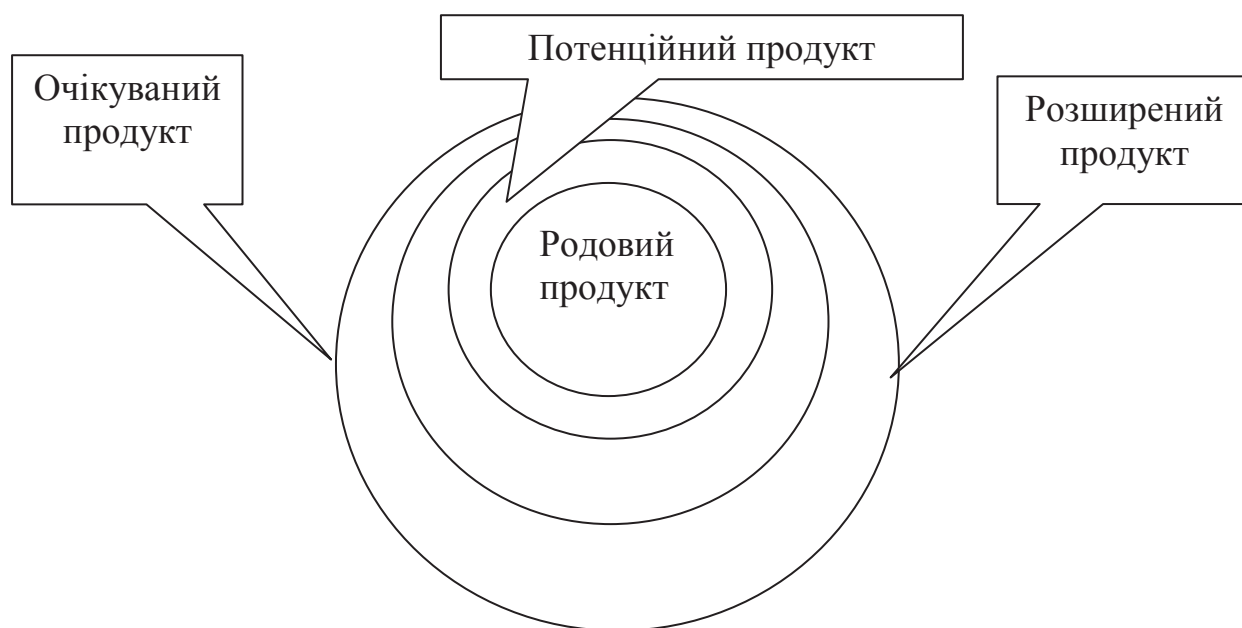 Потенційний продукт
Очікуваний
продукт
Розширений
продукт
Родовий
продукт